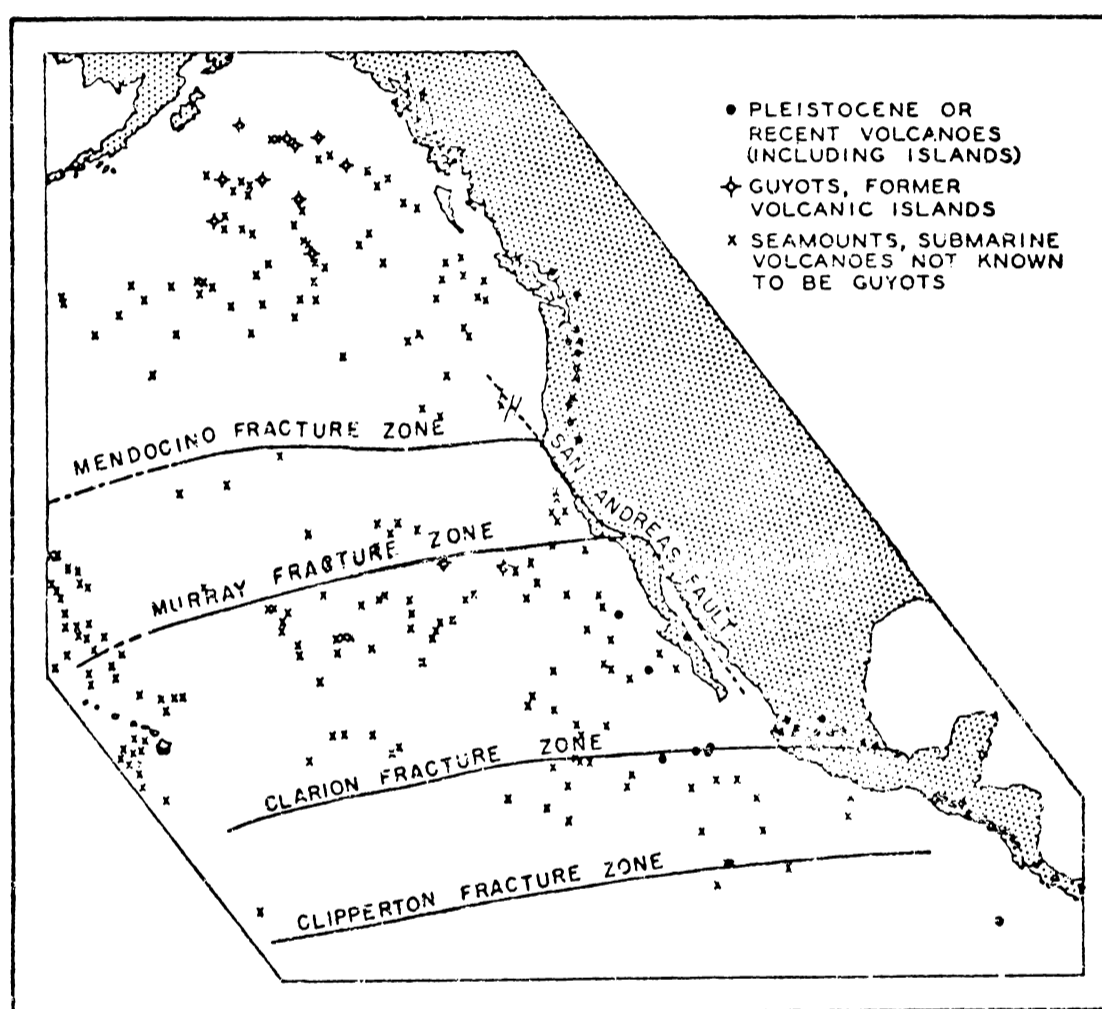 PLEISTOCENE OR
RECENT VOLCANOES
(INCLUDING ISLANDS)
GUYOTS, FORMER
VOLCANIC ISLANDS
SEAMOUNTS, SUBMARINE
VOLCANOES NOT KNOWN
TO BE GUYOTS
MENDOCINO FRACTURE ZONE
SAN ANDREAS FAULT
MURRAY FRACTURE ZONE
CLARION FRACTURE ZONE
CLIPPERTON FRACTURE ZONE